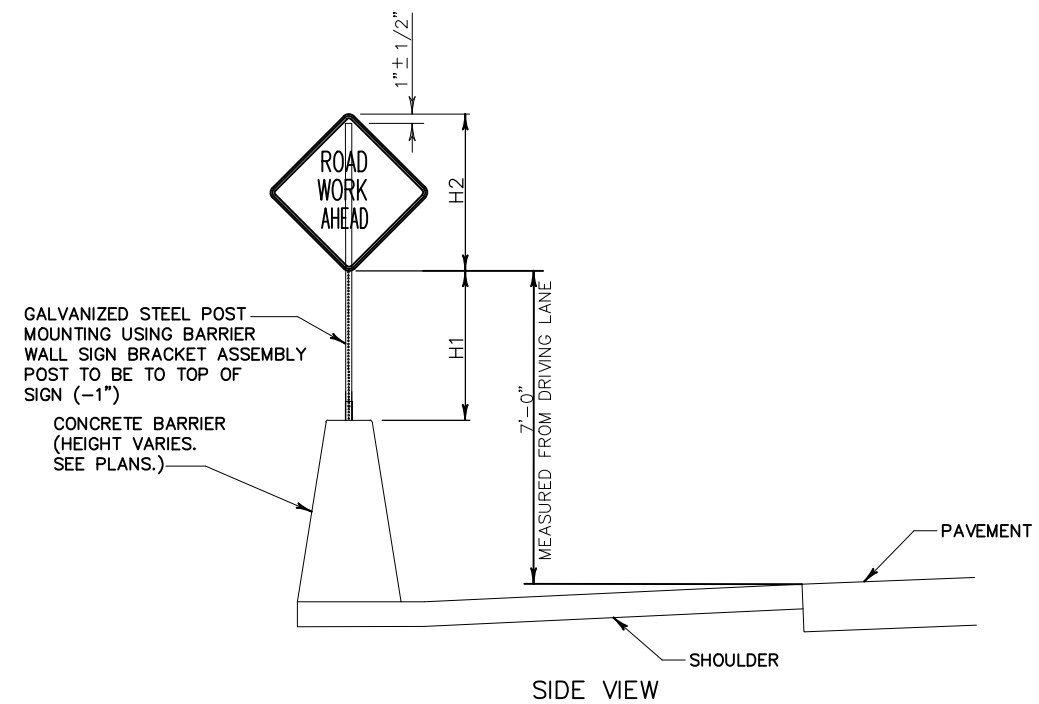 1"± 1/2"
ROAD
WORK
AHEAD
H2
GALVANIZED STEEL POST
MOUNTING USING BARRIER
WALL SIGN BRACKET ASSEMBLY
POST TO BE TO TOP OF
SIGN (-1")
H1
7'-0"
MEASURED FROM DRIVING LANE
CONCRETE BARRIER
(HEIGHT VARIES.
SEE PLANS.)
PAVEMENT
SHOULDER
SIDE VIEW